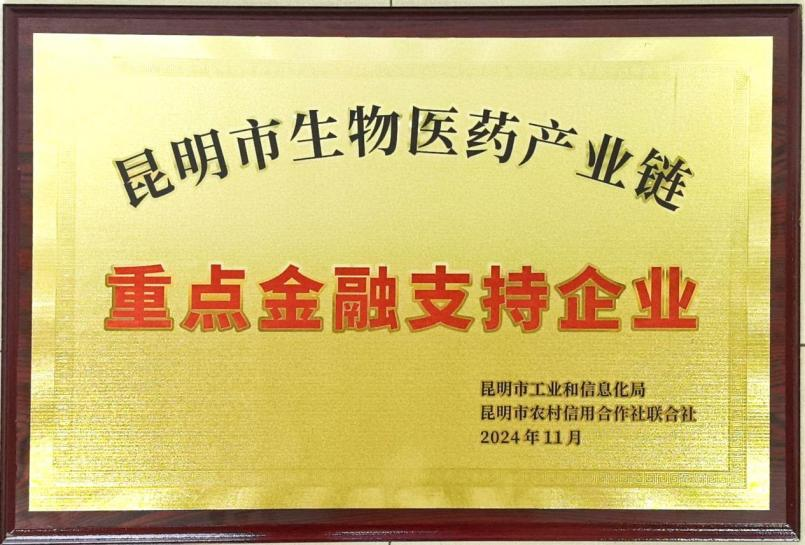 昆明市生物医药产业链
重点金融支持企业
昆明市工业和信息化局
昆明市农村信用合作社联合社
2024年11月